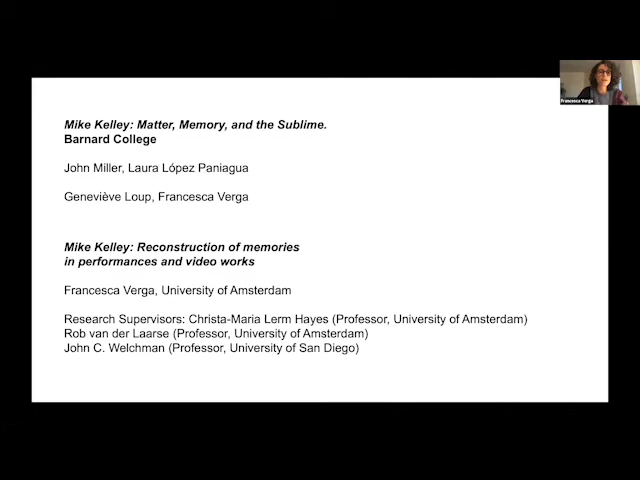 Mike Kelley: Matter, Memory, and the Sublime.
Barnard College
John Miller, Laura López Paniagua
Geneviève Loup, Francesca Verga
Mike Kelley: Reconstruction of memories
in performances and video works
Francesca Verga, University of Amsterdam
Research Supervisors: Christa-Maria Lerm Hayes (Professor, University of Amsterdam)
Rob van der Laarse (Professor, University of Amsterdam)
John C. Welchman (Professor, University of San Diego)
Francesca Verga